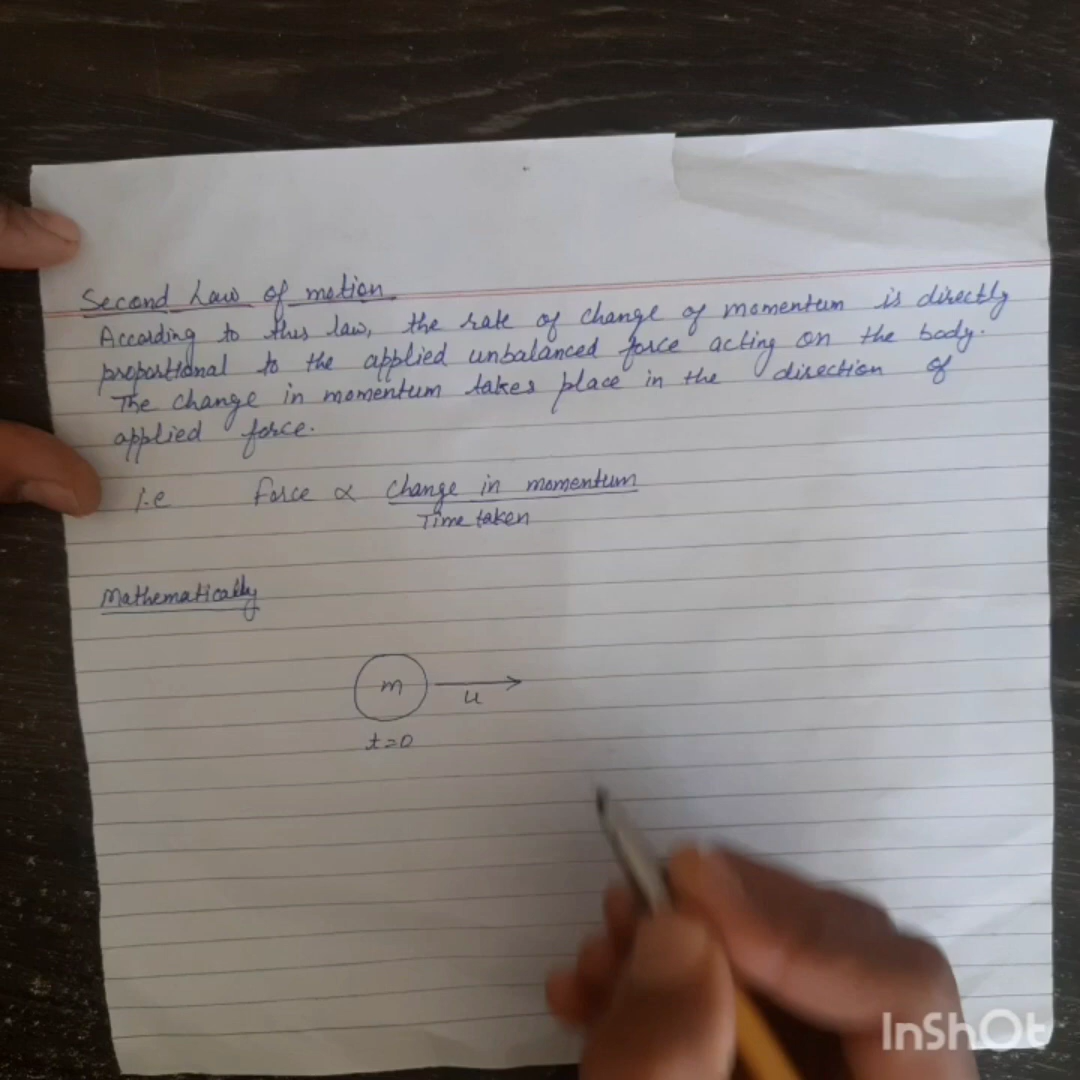 Second Law of motion
According to this law, the rate of change of momentum is directly
proportional to the applied unbalanced force acting on the body.
The change in momentum takes place in the direction of
applied force.
i.e Force ∝ Change in momentum
Time taken
Mathematically
m
u
t=0
InShOt